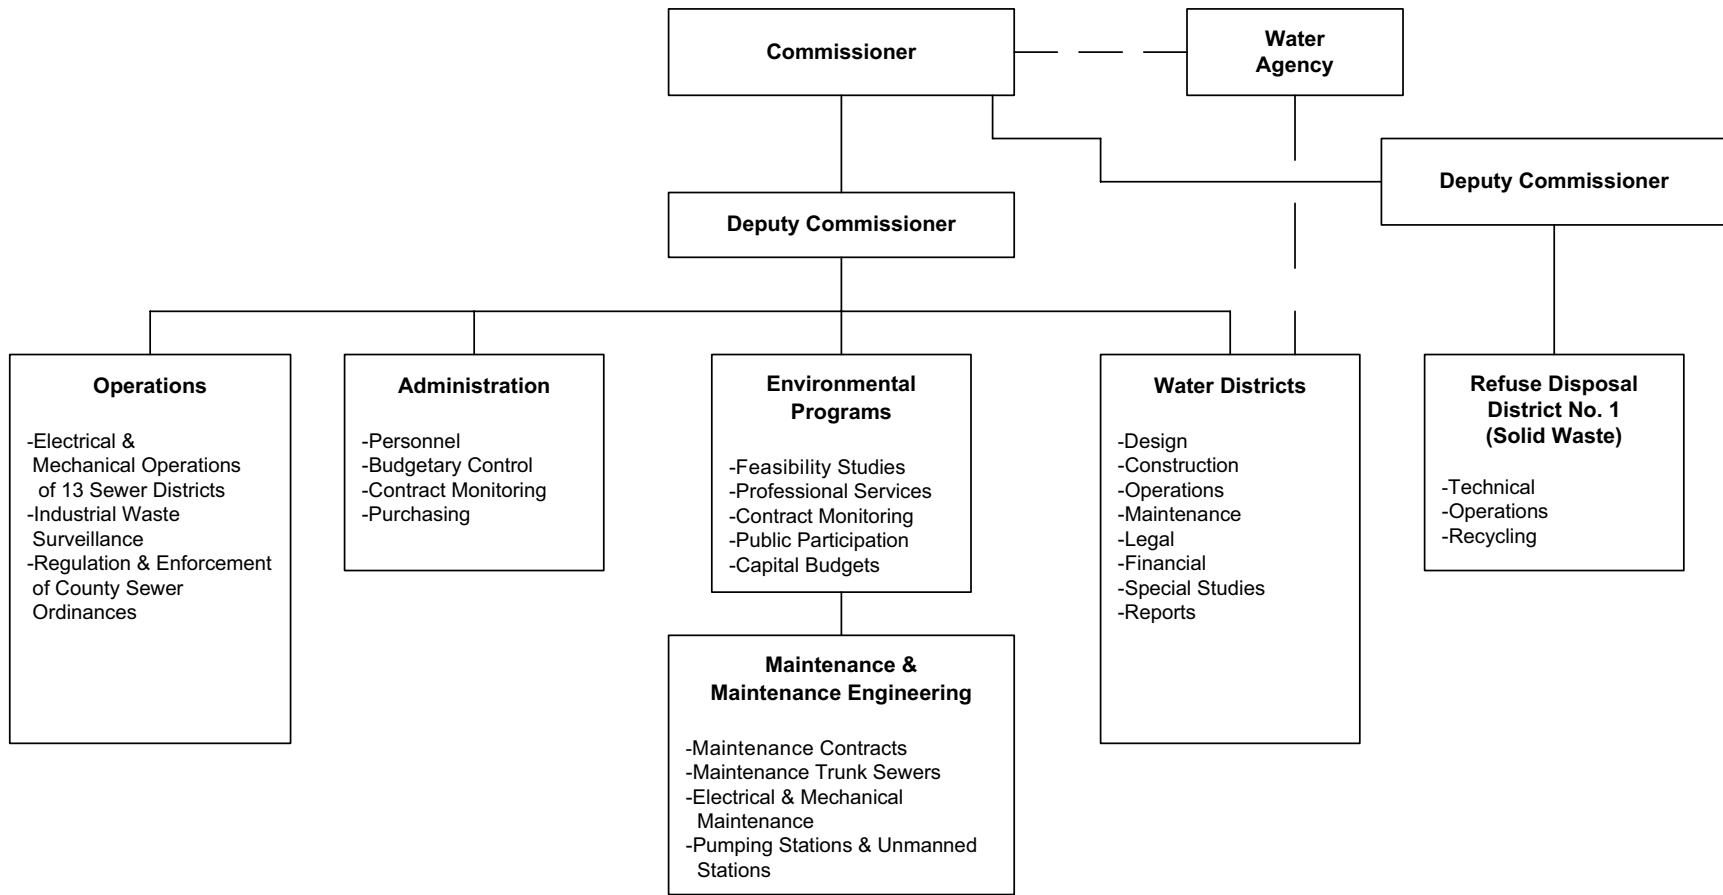 Commissioner
Water
Agency
Deputy Commissioner
Deputy Commissioner
Operations
-Electrical &
Mechanical Operations
of 13 Sewer Districts
-Industrial Waste
Surveillance
-Regulation & Enforcement
of County Sewer
Ordinances
Administration
-Personnel
-Budgetary Control
-Contract Monitoring
-Purchasing
Environmental
Programs
-Feasibility Studies
-Professional Services
-Contract Monitoring
-Public Participation
-Capital Budgets
Water Districts
-Design
-Construction
-Operations
-Maintenance
-Legal
-Financial
-Special Studies
-Reports
Refuse Disposal
District No. 1
(Solid Waste)
-Technical
-Operations
-Recycling
Maintenance &
Maintenance Engineering
-Maintenance Contracts
-Maintenance Trunk Sewers
-Electrical & Mechanical
Maintenance
-Pumping Stations & Unmanned
Stations